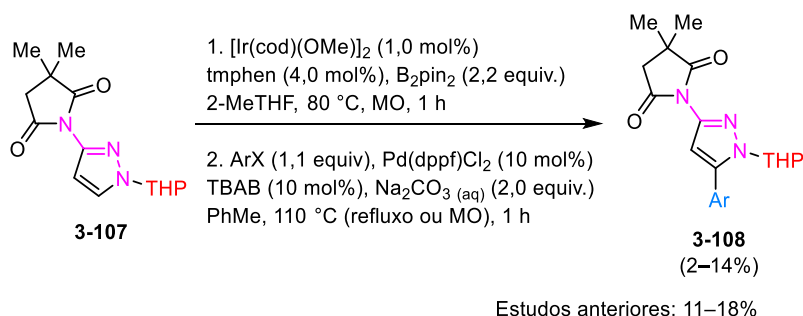 1. [Ir(cod)(OMe)]2 (1,0 mol%)
tmphen (4,0 mol%), B2pin2 (2,2 equiv.)
2-MeTHF, 80 °C, MO, 1 h
2. ArX (1,1 equiv), Pd(dppf)Cl2 (10 mol%)
TBAB (10 mol%), Na2CO3 (aq) (2,0 equiv.)
PhMe, 110 °C (refluxo ou MO), 1 h
Me
Me
O
N
O
N
N
THP
3-107
Me
Me
O
N
O
N
N
THP
Ar
3-108
(2–14%)
Estudos anteriores: 11–18%